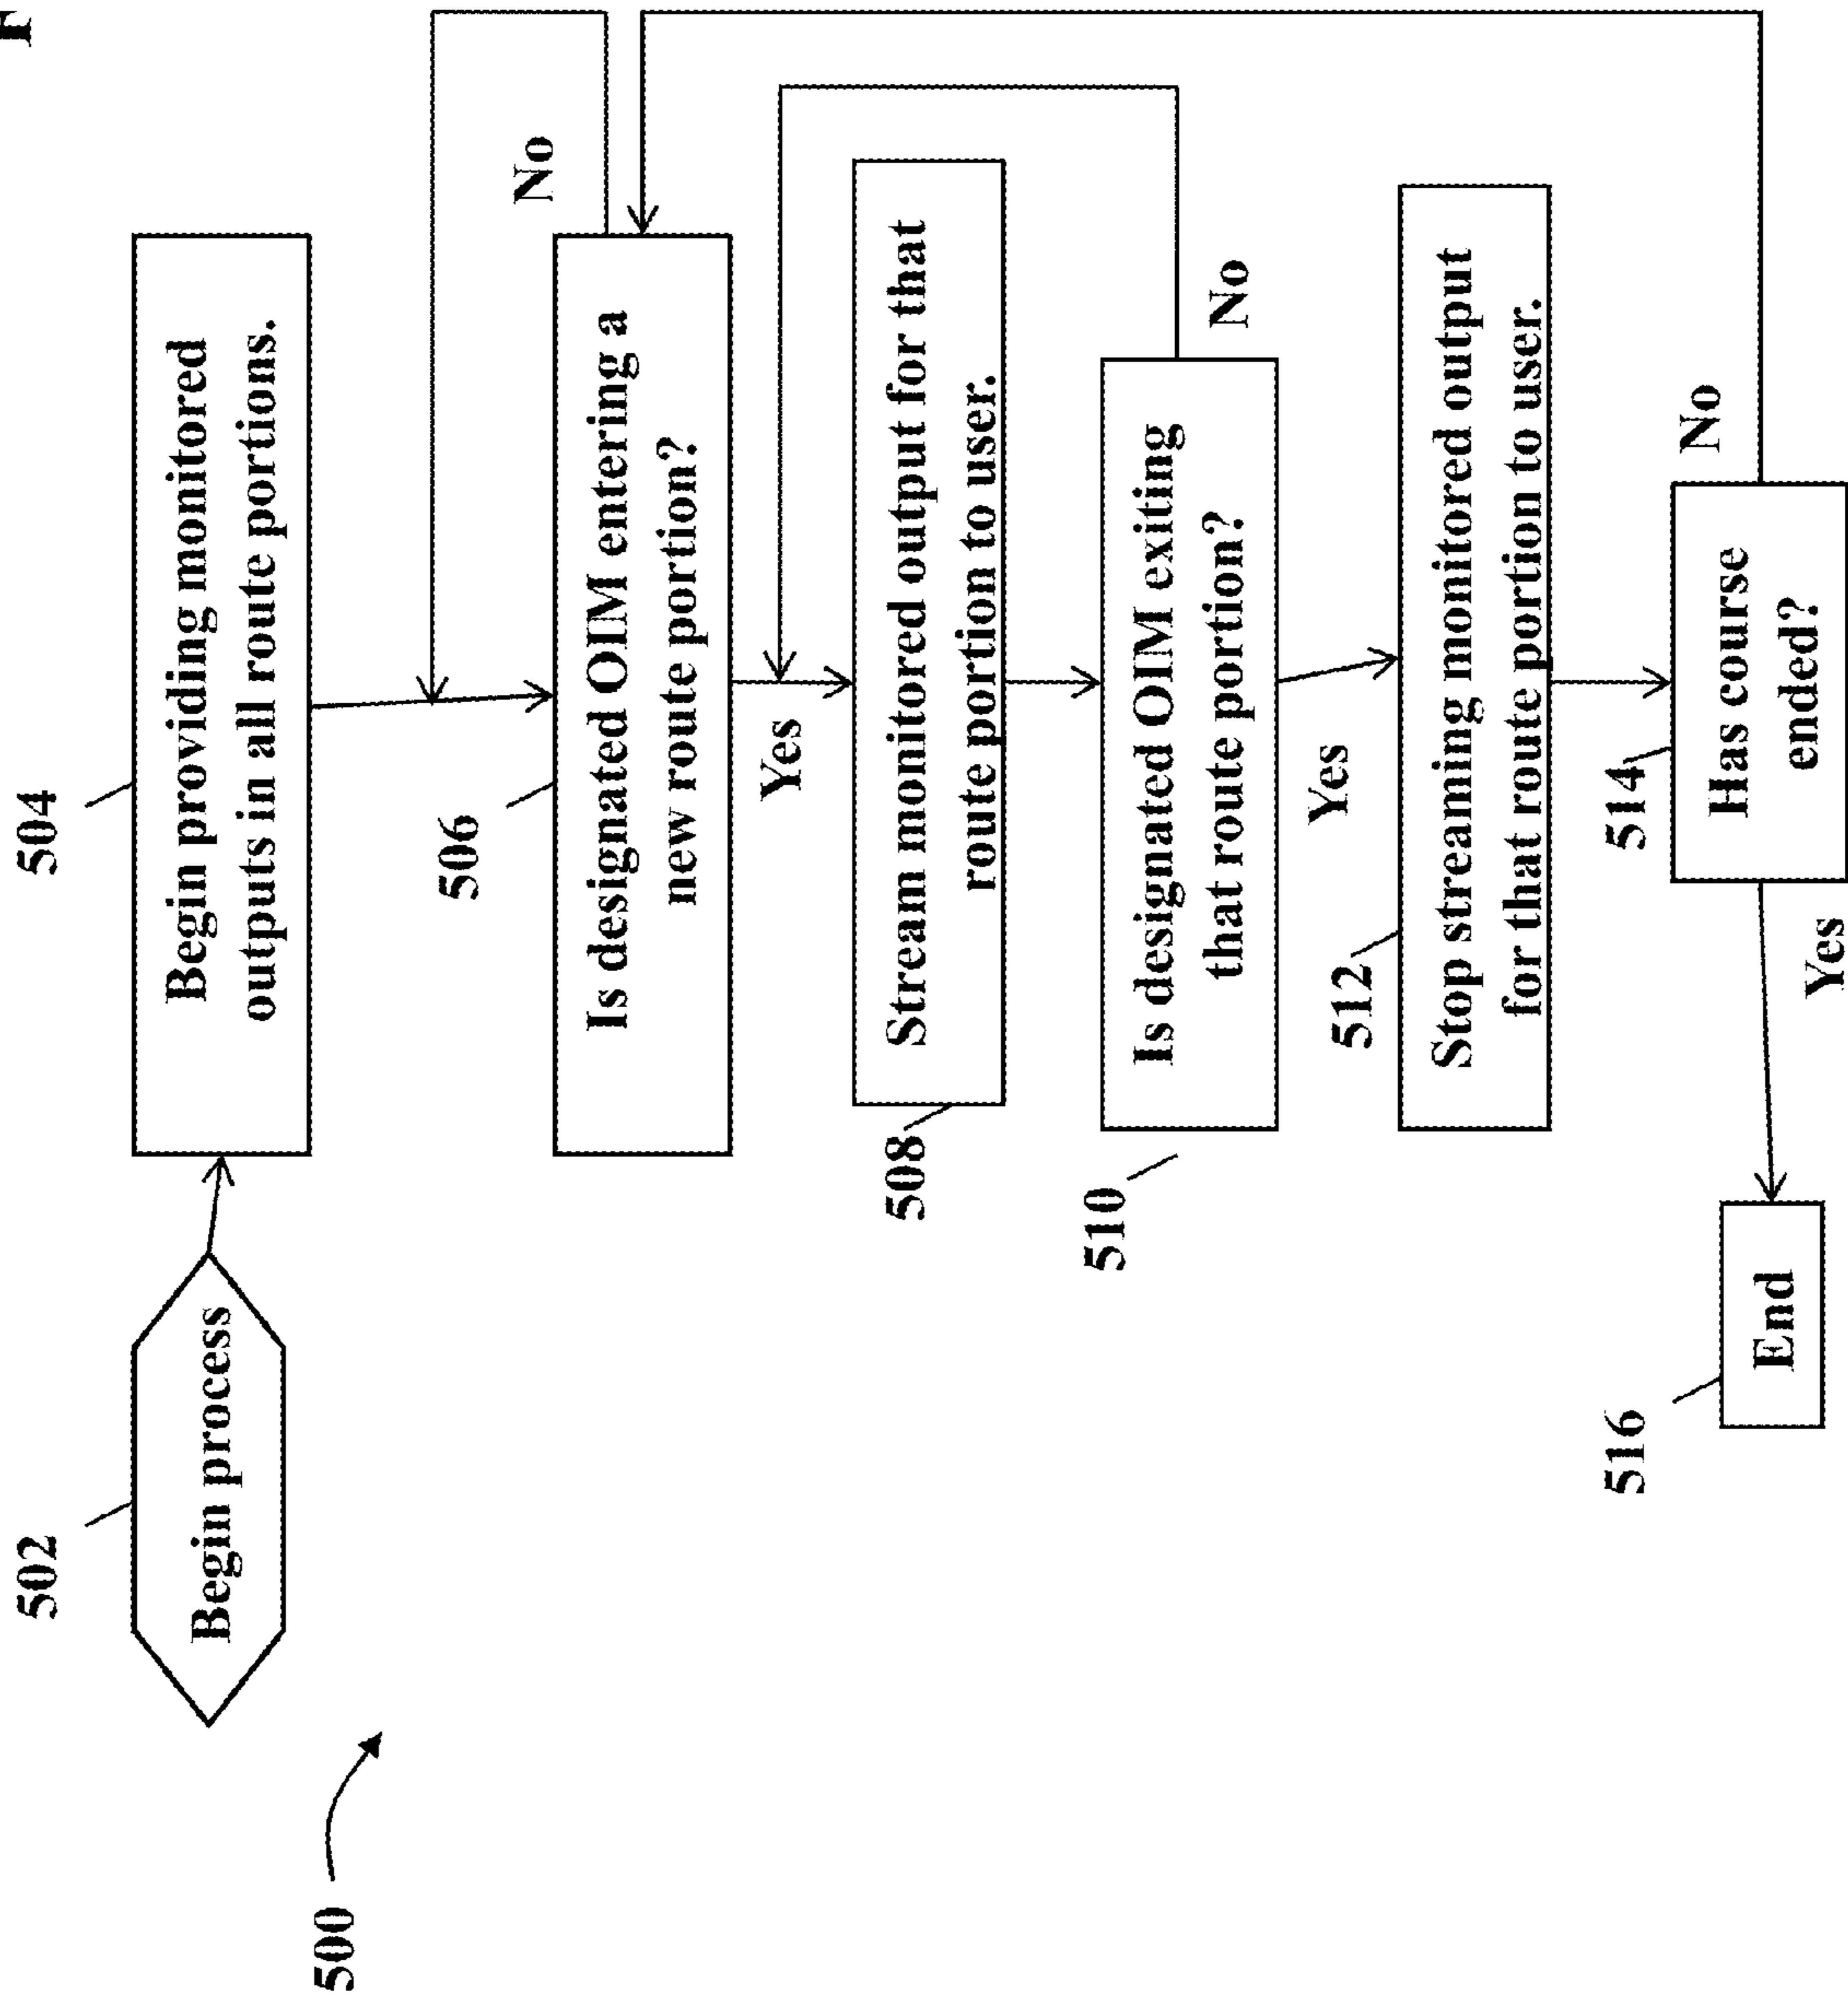 500
502
Begin process
504
Begin providing monitored
outputs in all route portions.
506
Is designated OIM entering a
new route portion?
No
Yes
508
Stream monitored output for that
route portion to user.
510
Is designated OIM exiting
that route portion?
No
Yes
512
Stop streaming monitored output
for that route portion to user.
514
Has course
ended?
No
Yes
516
End